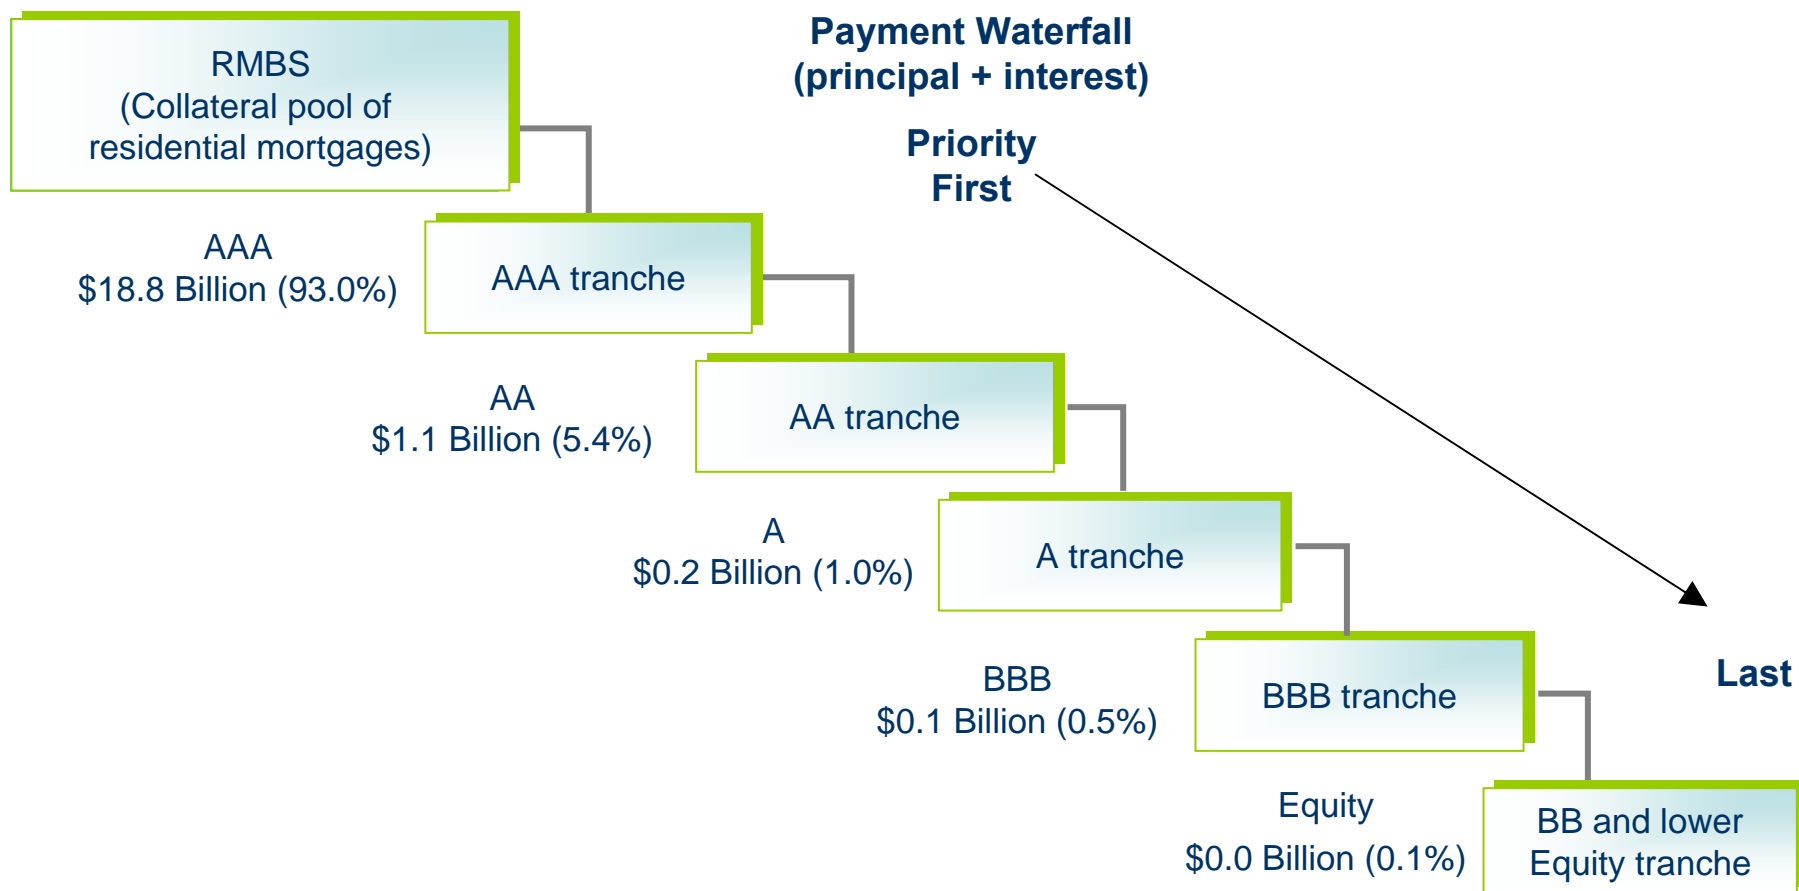 Payment Waterfall
(principal + interest)
RMBS
(Collateral pool of
residential mortgages)
Priority
First
AAA
$18.8 Billion (93.0%)
AAA tranche
AA
$1.1 Billion (5.4%)
AA tranche
A
$0.2 Billion (1.0%)
A tranche
BBB
$0.1 Billion (0.5%)
BBB tranche
Last
Equity
$0.0 Billion (0.1%)
BB and lower
Equity tranche